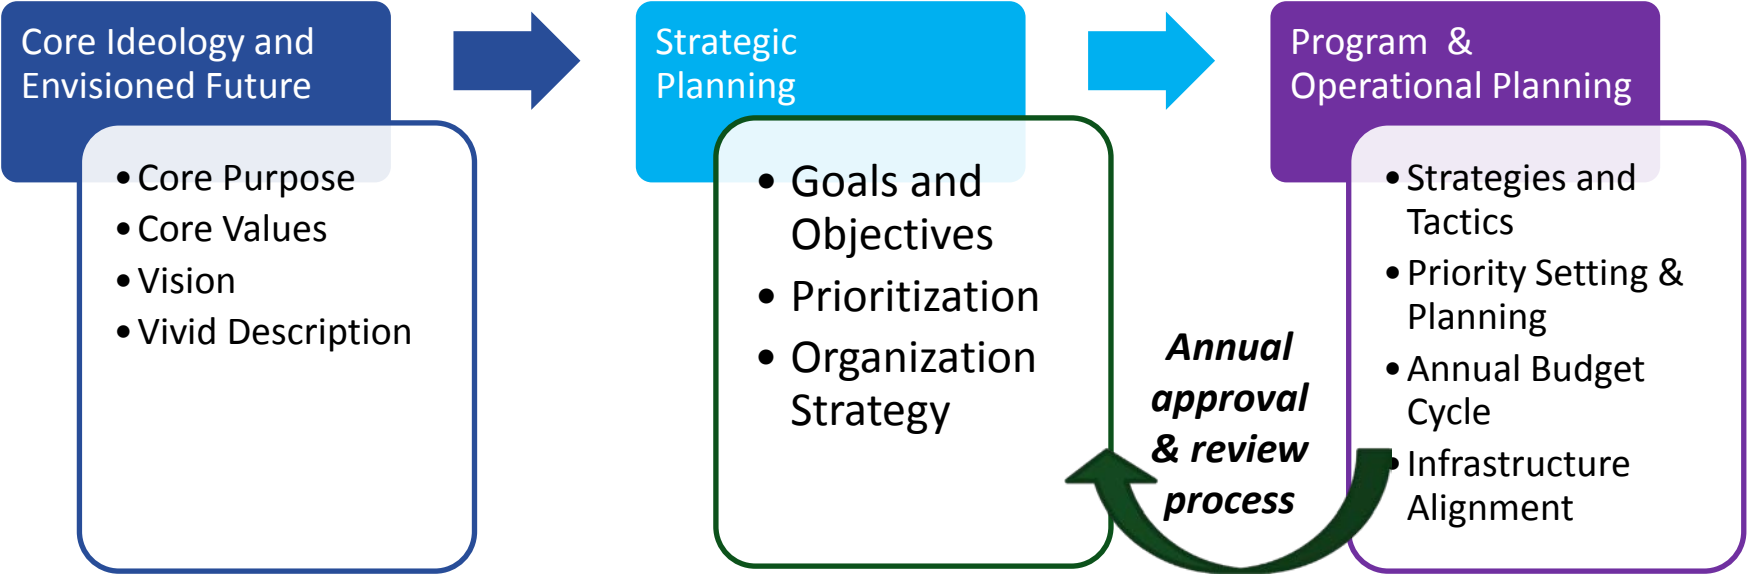 Core Ideology and
Envisioned Future
• Core Purpose
• Core Values
• Vision
• Vivid Description
Strategic
Planning
• Goals and
Objectives
• Prioritization
• Organization
Strategy
Annual
approval
& review
process
Program &
Operational Planning
• Strategies and
Tactics
• Priority Setting &
Planning
• Annual Budget
Cycle
• Infrastructure
Alignment